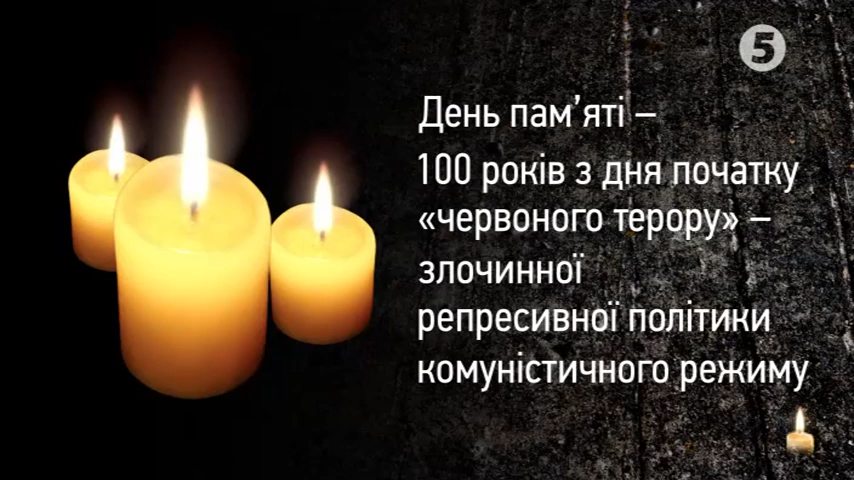 5
День пам’яті –
100 років з дня початку
«червоного терору» –
злочинної
репресивної політики
комуністичного режиму